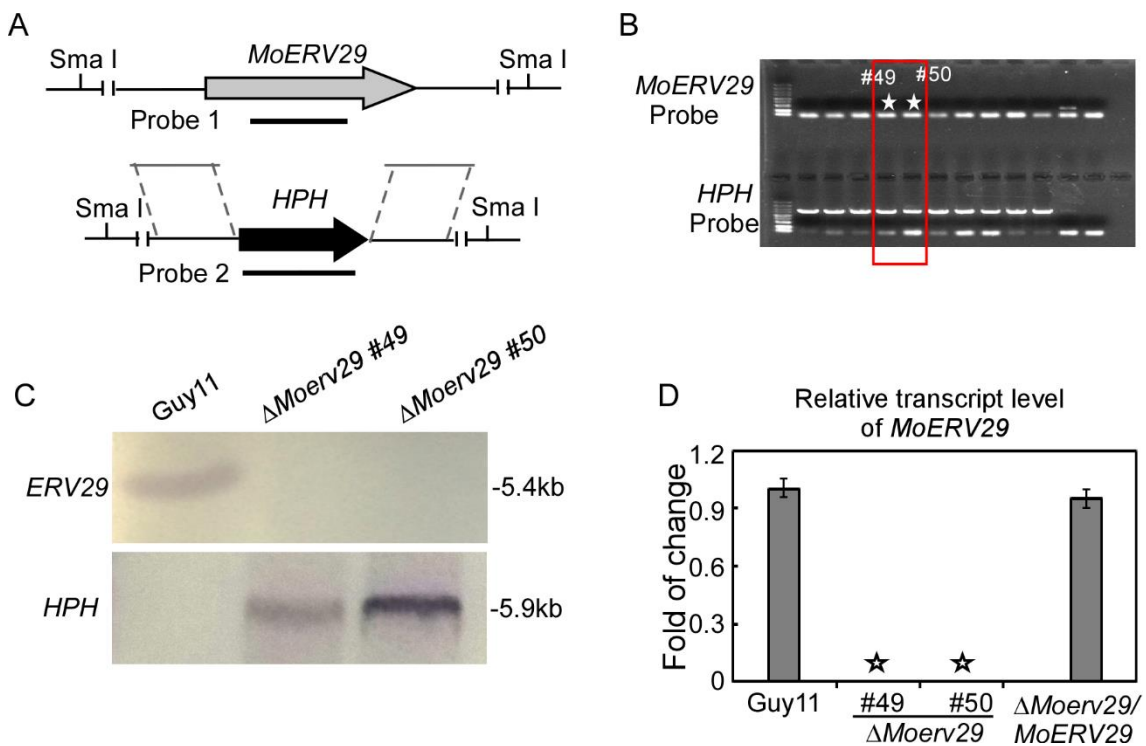 A
Sma I
MoERV29
Sma I
Probe 1
Sma I
HPH
Sma I
Probe 2
B
#49
#50
MoERV29
Probe
HPH
Probe
C
Guy11
ΔMoerv29 #49
ΔMoerv29 #50
ERV29
-5.4kb
HPH
-5.9kb
D
Relative transcript level
of MoERV29
Fold of change
1.2
0.9
0.6
0.3
0
Guy11
#49
#50
ΔMoerv29
ΔMoerv29/
MoERV29